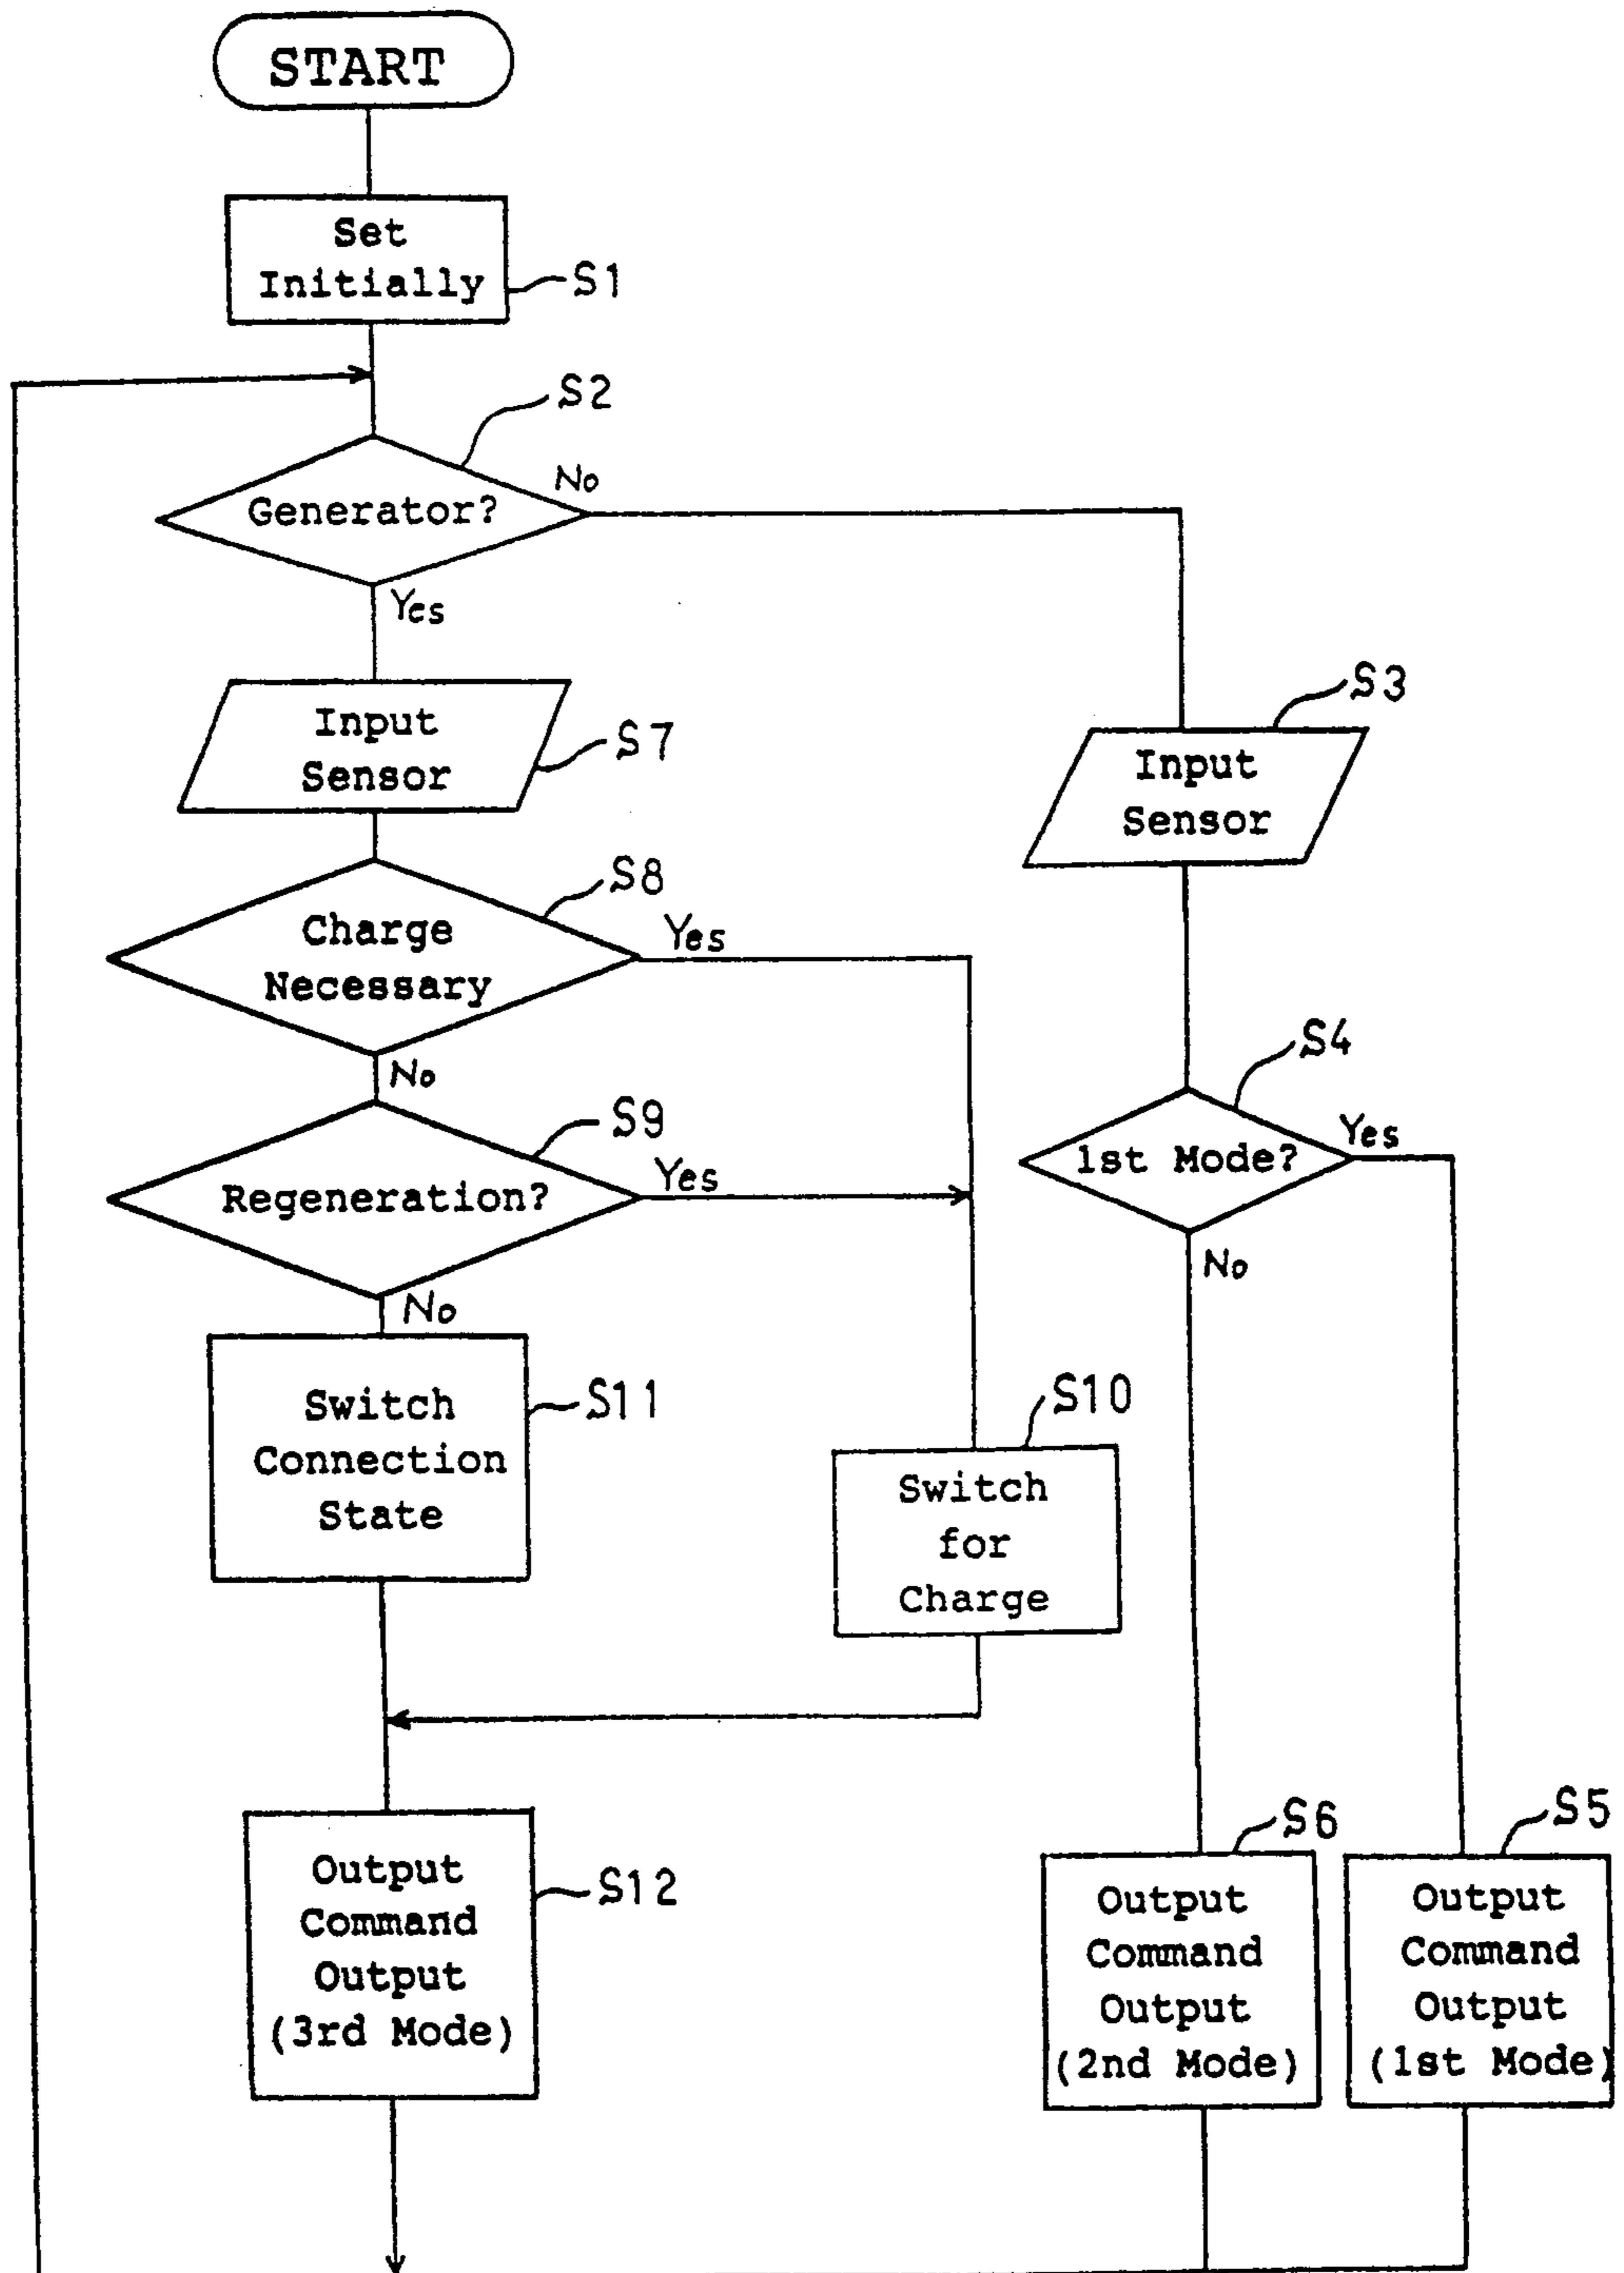 START
Set
Initially
S1
S2
No
Generator?
Yes
Input
Sensor
S7
S3
Input
Sensor
S8
Charge
Necessary
Yes
No
S9
Regeneration?
Yes
No
S4
1st Mode?
Yes
No
Switch
Connection
State
S11
S10
Switch
for
Charge
Output
Command
Output
(3rd Mode)
S12
S6
Output
Command
Output
(2nd Mode)
S5
Output
Command
Output
(1st Mode)